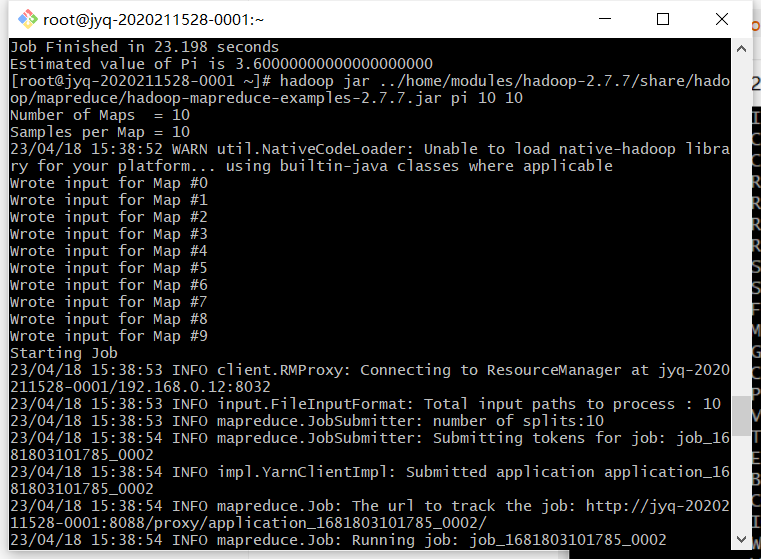 root@jyq-2020211528-0001:~
Job Finished in 23.198 seconds
Estimated value of Pi is 3.60000000000000000000
[root@jyq-2020211528-0001 ~]# hadoop jar ../home/modules/hadoop-2.7.7/share/hado
op/mapreduce/hadoop-mapreduce-examples-2.7.7.jar pi 10 10
Number of Maps  = 10
Samples per Map = 10
23/04/18 15:38:52 WARN util.NativeCodeLoader: Unable to load native-hadoop libra
ry for your platform... using builtin-java classes where applicable
Wrote input for Map #0
Wrote input for Map #1
Wrote input for Map #2
Wrote input for Map #3
Wrote input for Map #4
Wrote input for Map #5
Wrote input for Map #6
Wrote input for Map #7
Wrote input for Map #8
Wrote input for Map #9
Starting Job
23/04/18 15:38:53 INFO client.RMProxy: Connecting to ResourceManager at jyq-2020
211528-0001/192.168.0.12:8032
23/04/18 15:38:53 INFO input.FileInputFormat: Total input paths to process : 10
23/04/18 15:38:53 INFO mapreduce.JobSubmitter: number of splits:10
23/04/18 15:38:54 INFO mapreduce.JobSubmitter: Submitting tokens for job: job_16
81803101785_0002
23/04/18 15:38:54 INFO impl.YarnClientImpl: Submitted application application_16
81803101785_0002
23/04/18 15:38:54 INFO mapreduce.Job: The url to track the job: http://jyq-20202
11528-0001:8088/proxy/application_1681803101785_0002/
23/04/18 15:38:54 INFO mapreduce.Job: Running job: job_1681803101785_0002